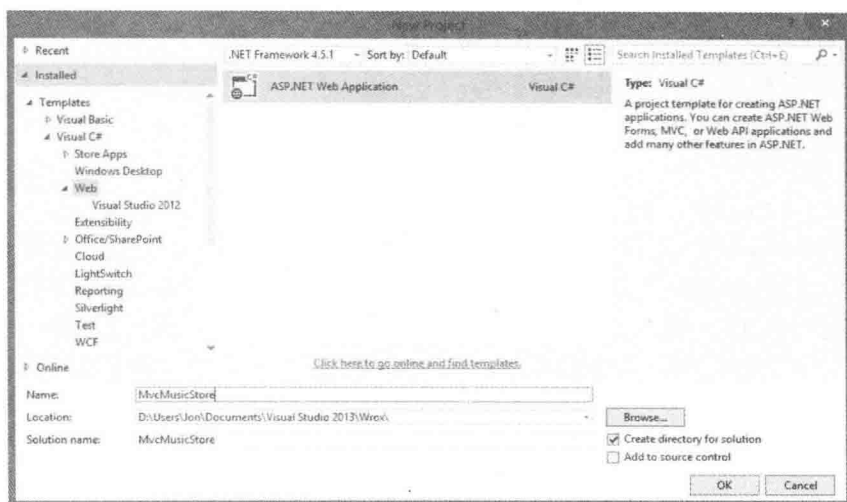 New Project
Recent
Installed
Templates
Visual Basic
Visual C#
Store Apps
Windows Desktop
Web
Visual Studio 2012
Extensibility
Office/SharePoint
Cloud
LightSwitch
Reporting
Silverlight
Test
WCF
Online
.NET Framework 4.5.1
Sort by: Default
Search Installed Templates (Ctrl+E)
ASP.NET Web Application
Visual C#
Type: Visual C#
A project template for creating ASP.NET
applications. You can create ASP.NET Web
Forms, MVC, or Web API applications and
add many other features in ASP.NET.
Click here to go online and find templates.
Name: MvcMusicStore
Location: D:\Users\Jon\Documents\Visual Studio 2013\Wrox\
Browse...
Solution name: MvcMusicStore
Create directory for solution
Add to source control
OK
Cancel